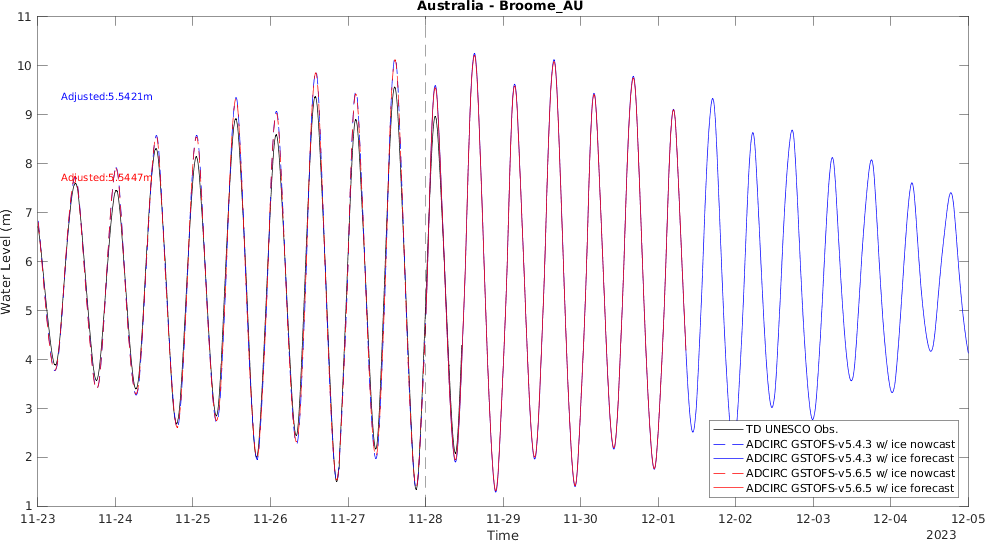 Australia - Broome_AU
11
10
9
8
7
6
5
4
3
2
1
Water Level (m)
Adjusted:5.5421m
Adjusted:5.5447m
TD UNESCO Obs.
ADCIRC GSTOFS-v5.4.3 w/ ice nowcast
ADCIRC GSTOFS-v5.4.3 w/ ice forecast
ADCIRC GSTOFS-v5.6.5 w/ ice nowcast
ADCIRC GSTOFS-v5.6.5 w/ ice forecast
11-23 11-24 11-25 11-26 11-27 11-28 11-29 11-30 12-01 12-02 12-03 12-04 12-05
Time
2023